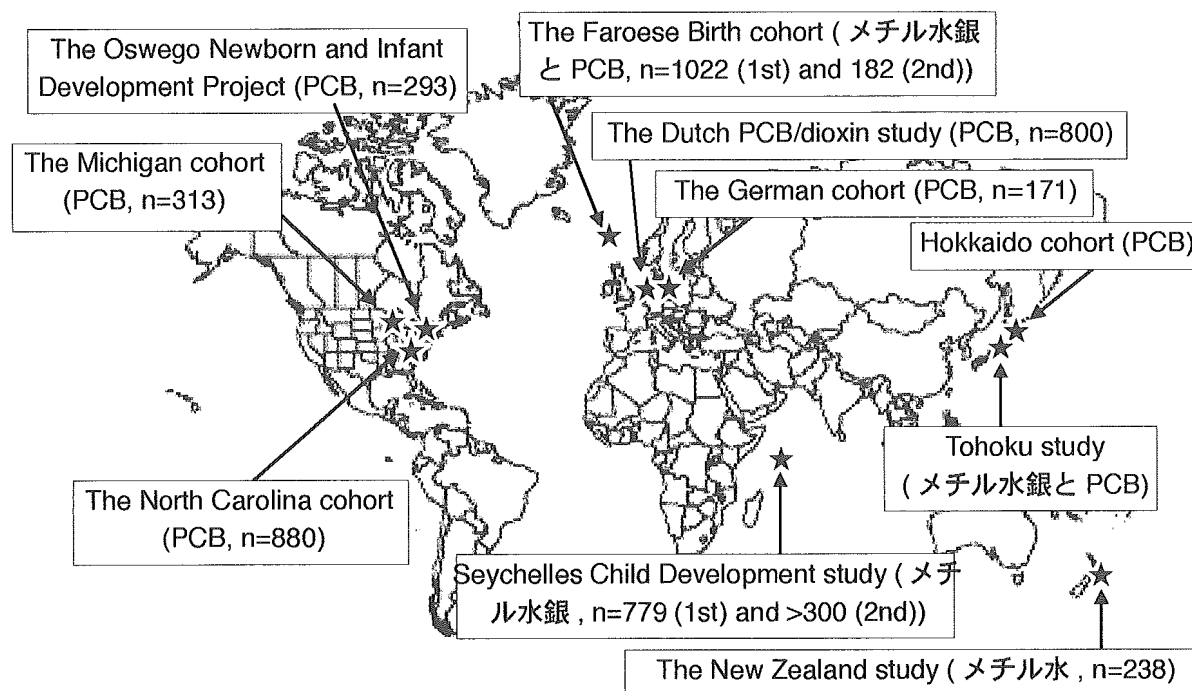 The Oswego Newborn and Infant
Development Project (PCB, n=293)
The Faroese Birth cohort ( メチル水銀
と PCB, n=1022 (1st) and 182 (2nd))
The Dutch PCB/dioxin study (PCB, n=800)
The Michigan cohort
(PCB, n=313)
The German cohort (PCB, n=171)
Hokkaido cohort (PCB)
Tohoku study
( メチル水銀と PCB)
The North Carolina cohort
(PCB, n=880)
Seychelles Child Development study ( メチ
ル水銀 , n=779 (1st) and >300 (2nd))
The New Zealand study ( メチル水 , n=238)